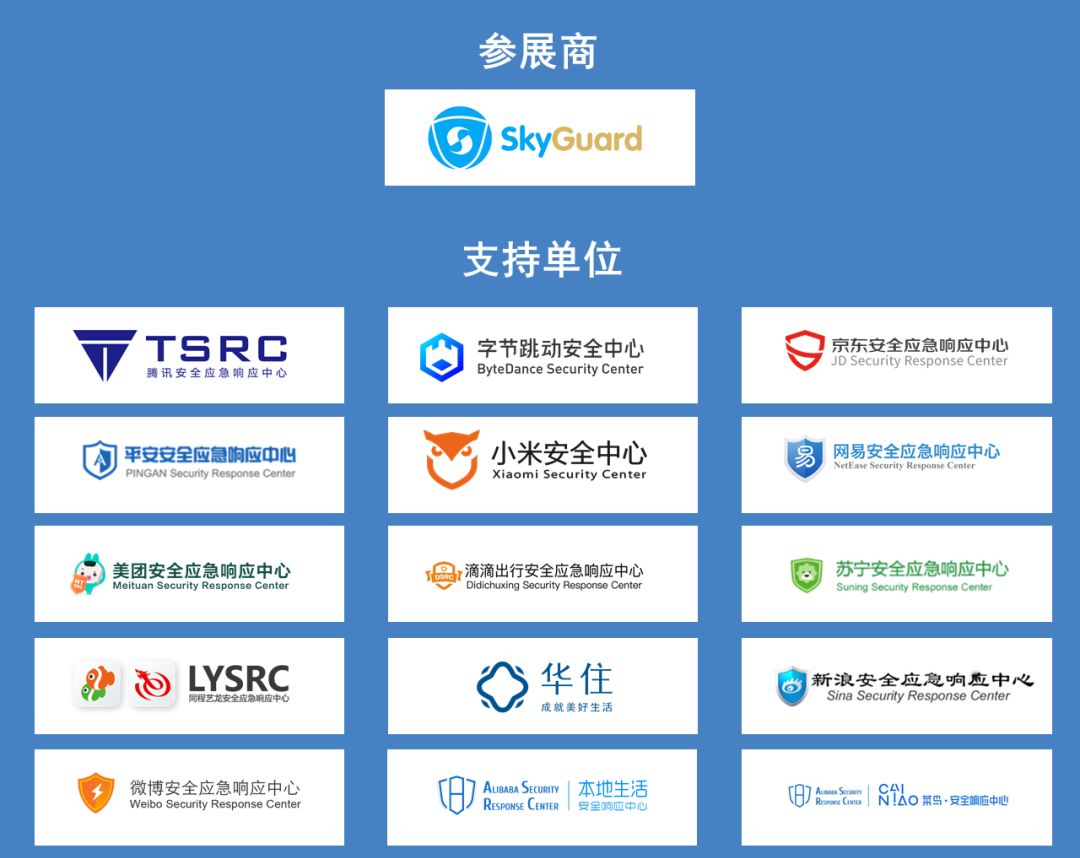 参展商
SkyGuard
支持单位
TSRC
腾讯安全应急响应中心
字节跳动安全中心
ByteDance Security Center
京东安全应急响应中心
JD Security Response Center
平安安全应急响应中心
PINGAN Security Response Center
小米安全中心
Xiaomi Security Center
易
网易安全应急响应中心
NetEase Security Response Center
美团安全应急响应中心
Meituan Security Response Center
DSRC
滴滴出行安全应急响应中心
Didichuxing Security Response Center
苏宁安全应急响应中心
Suning Security Response Center
LYSRC
同程艺龙安全应急响应中心
华住
成就美好生活
新浪安全应急响应中心
Sina Security Response Center
微博安全应急响应中心
Weibo Security Response Center
ALIBABA SECURITY
RESPONSE CENTER
本地生活
安全响应中心
ALIBABA SECURITY
RESPONSE CENTER
CAI
NIAO 菜鸟·安全响应中心